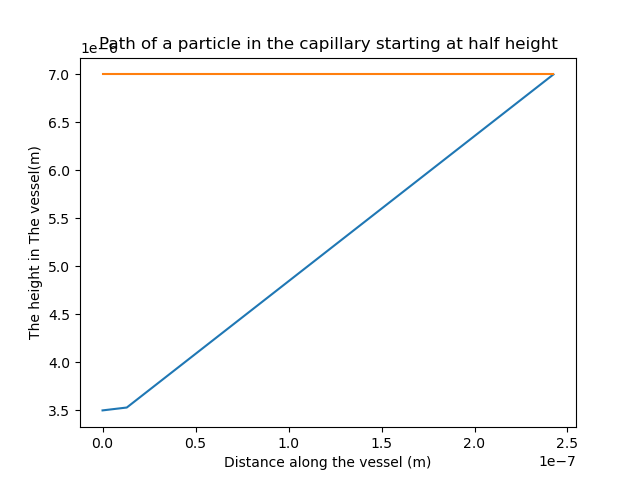 Path of a particle in the capillary starting at half height
1e−6
7.0
6.5
6.0
5.5
5.0
4.5
4.0
3.5
The height in The vessel(m)
0.0 0.5 1.0 1.5 2.0 2.5
1e−7
Distance along the vessel (m)